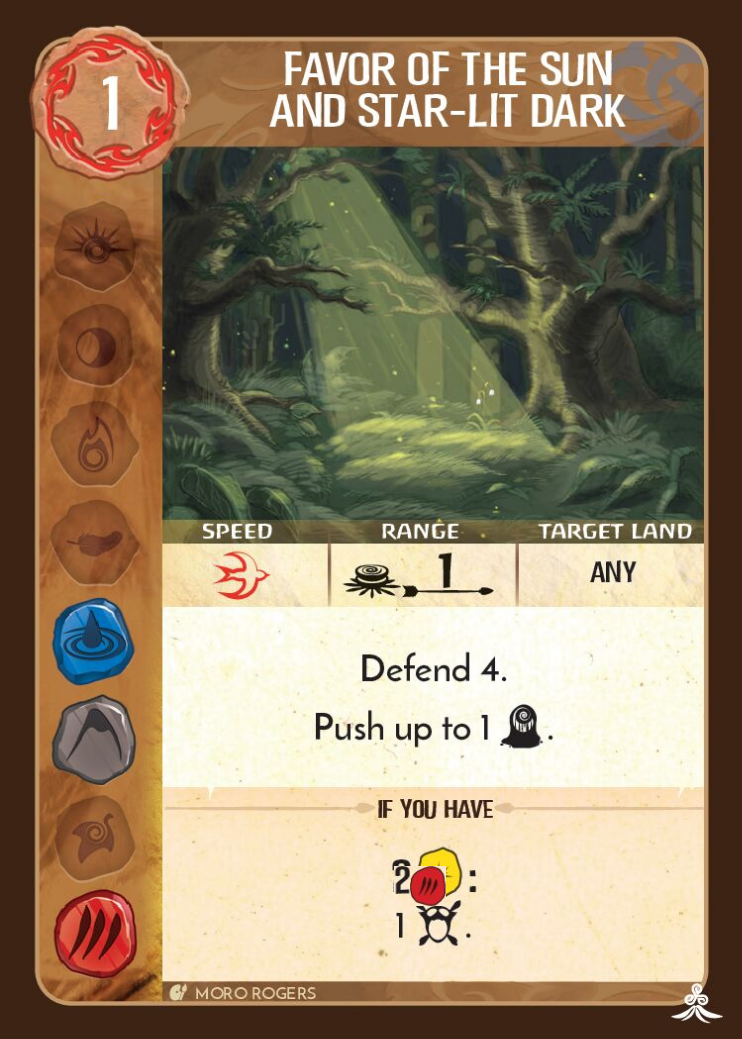 1
FAVOR OF THE SUN
AND STAR-LIT DARK
SPEED RANGE TARGET LAND
1 ANY
Defend 4.
Push up to 1 .
IF YOU HAVE
2 :
1 .
MORO ROGERS